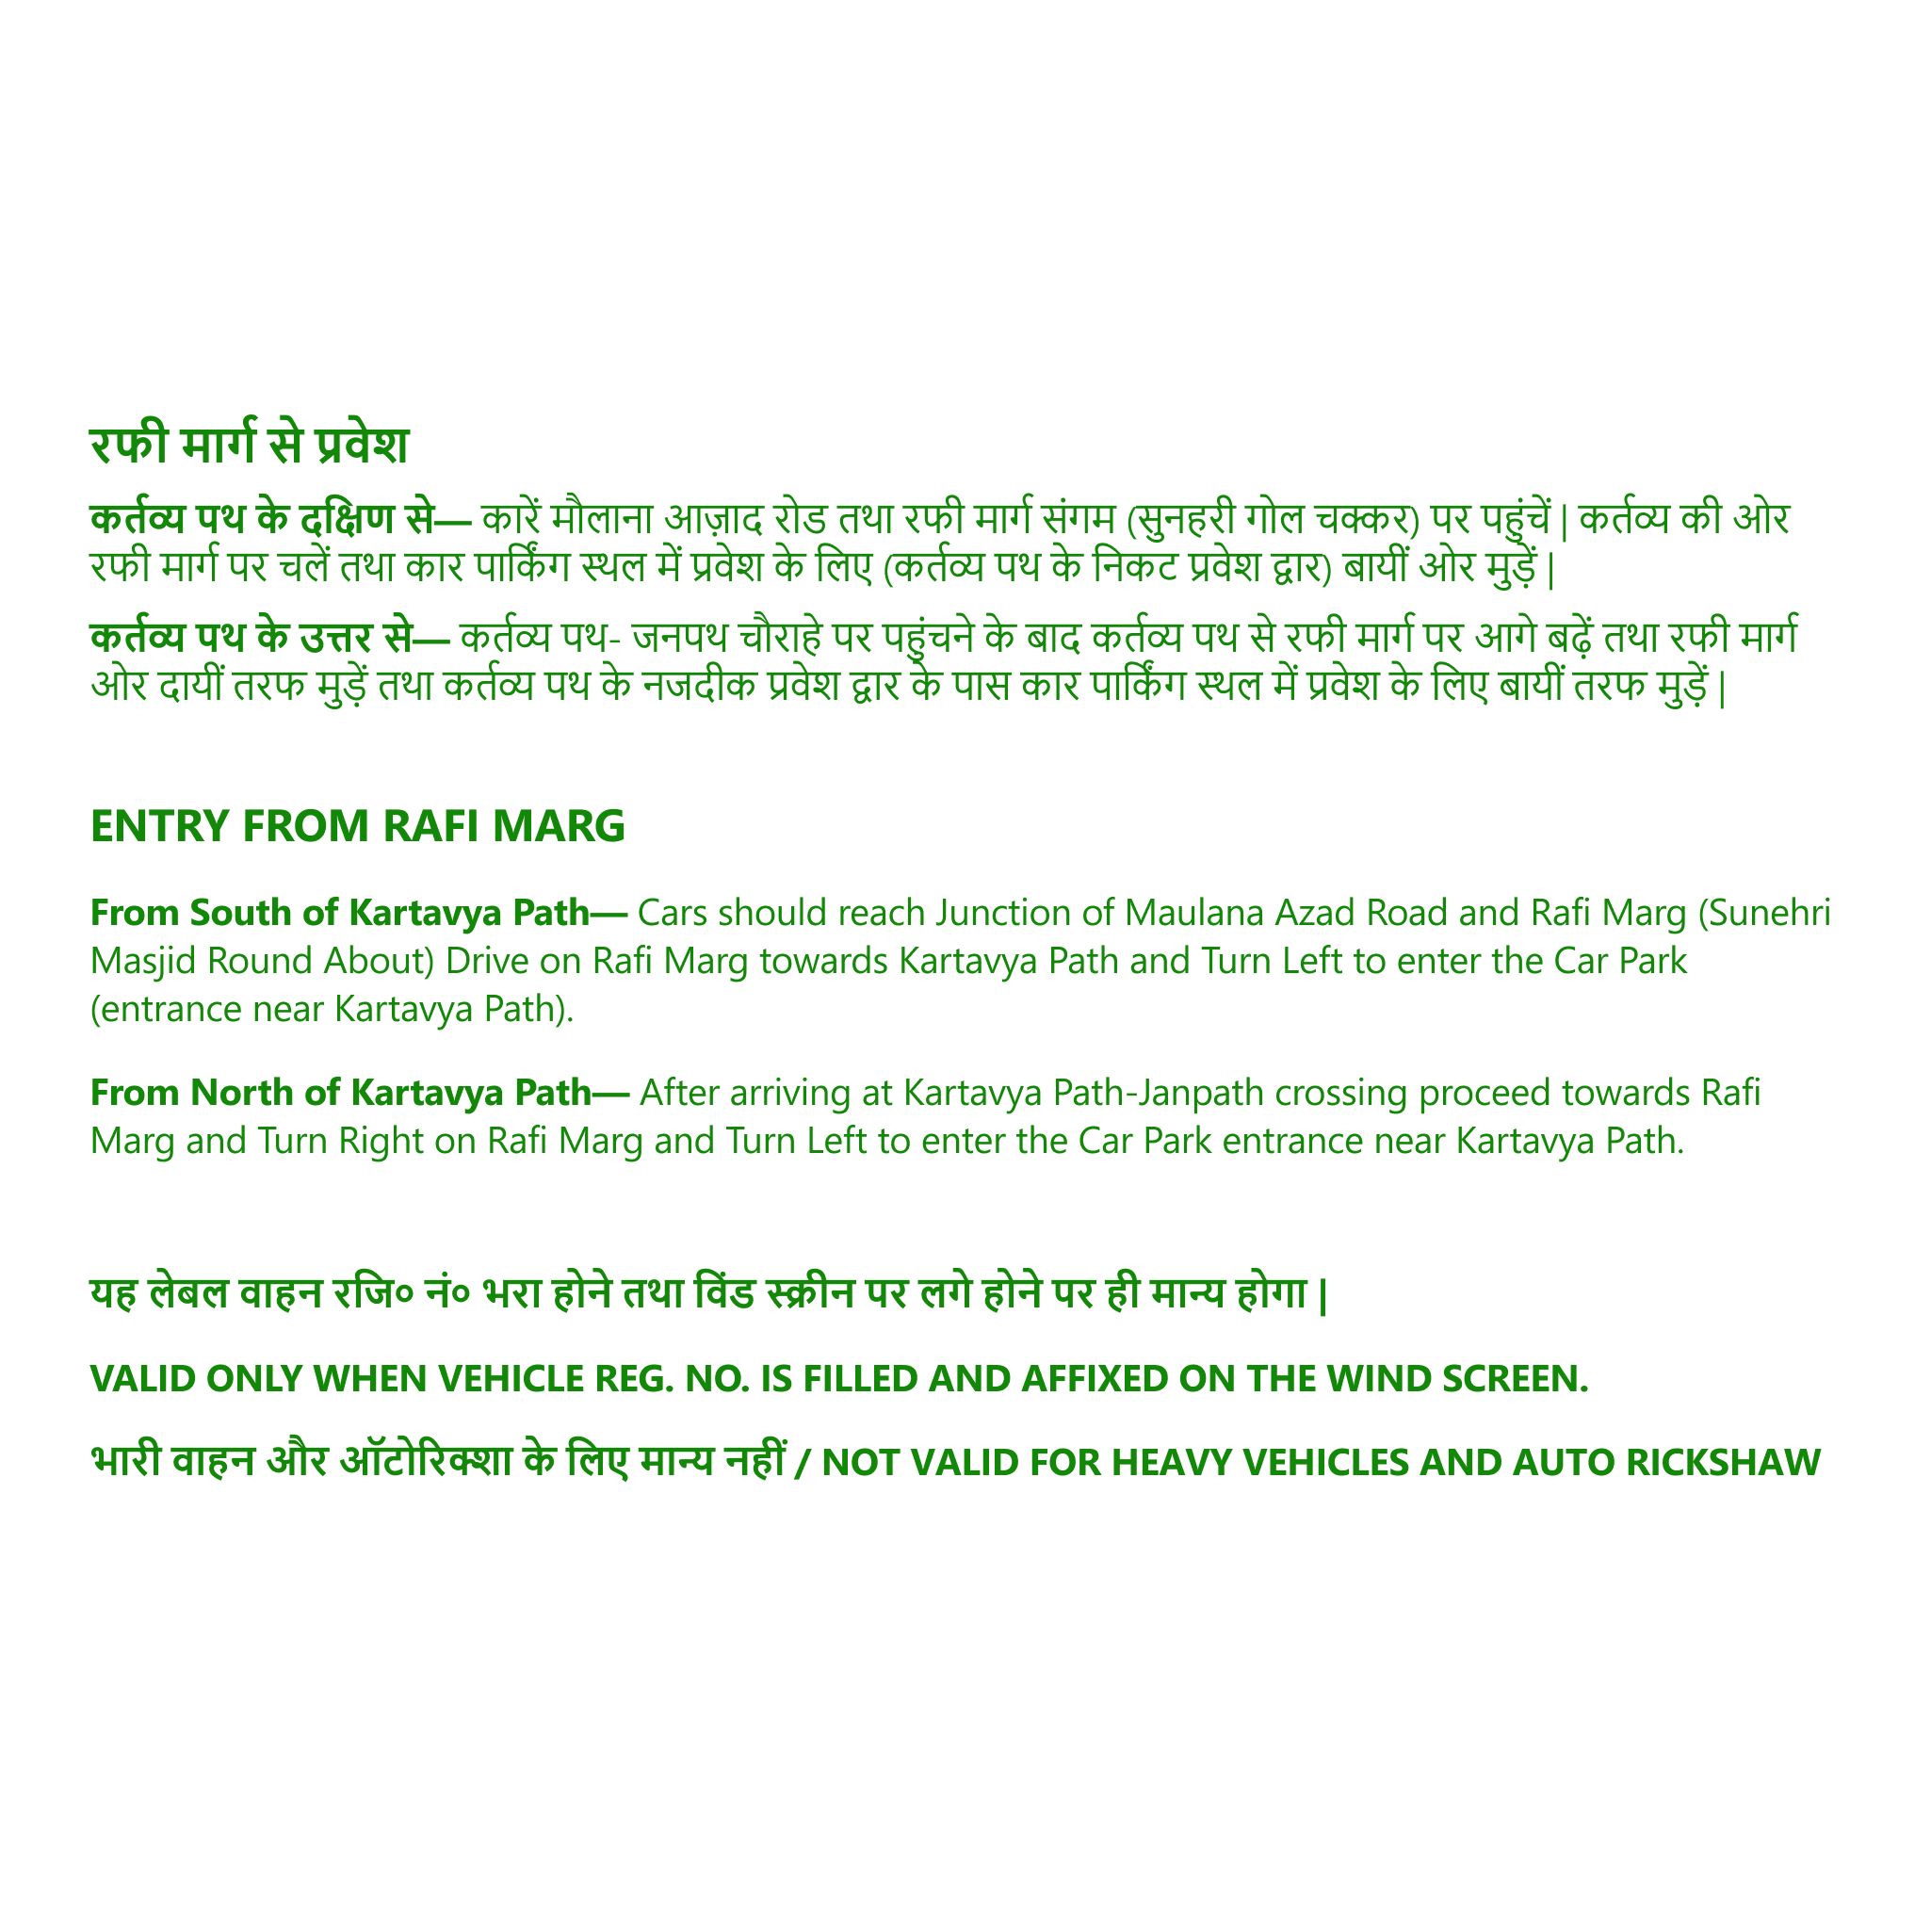 रफी मार्ग से प्रवेश
कर्तव्य पथ के दक्षिण से— कारें मौलाना आज़ाद रोड तथा रफी मार्ग संगम (सुनहरी गोल चक्कर) पर पहुंचें | कर्तव्य की ओर
रफी मार्ग पर चलें तथा कार पार्किंग स्थल में प्रवेश के लिए (कर्तव्य पथ के निकट प्रवेश द्वार) बायीं ओर मुड़ें |
कर्तव्य पथ के उत्तर से— कर्तव्य पथ- जनपथ चौराहे पर पहुंचने के बाद कर्तव्य पथ से रफी मार्ग पर आगे बढ़ें तथा रफी मार्ग
ओर दायीं तरफ मुड़ें तथा कर्तव्य पथ के नजदीक प्रवेश द्वार के पास कार पार्किंग स्थल में प्रवेश के लिए बायीं तरफ मुड़ें |
ENTRY FROM RAFI MARG
From South of Kartavya Path— Cars should reach Junction of Maulana Azad Road and Rafi Marg (Sunehri
Masjid Round About) Drive on Rafi Marg towards Kartavya Path and Turn Left to enter the Car Park
(entrance near Kartavya Path).
From North of Kartavya Path— After arriving at Kartavya Path-Janpath crossing proceed towards Rafi
Marg and Turn Right on Rafi Marg and Turn Left to enter the Car Park entrance near Kartavya Path.
यह लेबल वाहन रजि० नं० भरा होने तथा विंड स्क्रीन पर लगे होने पर ही मान्य होगा |
VALID ONLY WHEN VEHICLE REG. NO. IS FILLED AND AFFIXED ON THE WIND SCREEN.
भारी वाहन और ऑटोरिक्शा के लिए मान्य नहीं / NOT VALID FOR HEAVY VEHICLES AND AUTO RICKSHAW